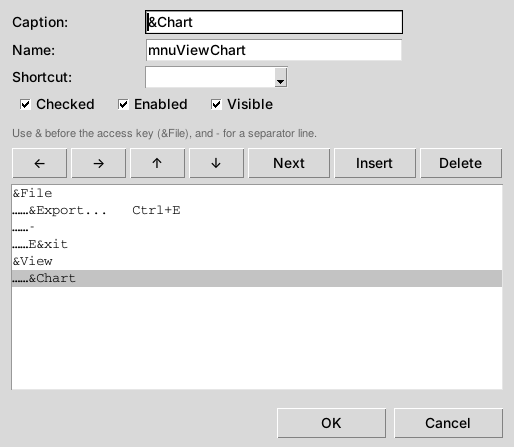 Caption: &Chart
Name: mnuViewChart
Shortcut:
Checked Enabled Visible
Use & before the access key (&File), and - for a separator line.
← → ↑ ↓ Next Insert Delete
&File
......&Export... Ctrl+E
......-
......E&xit
&View
......&Chart
OK Cancel